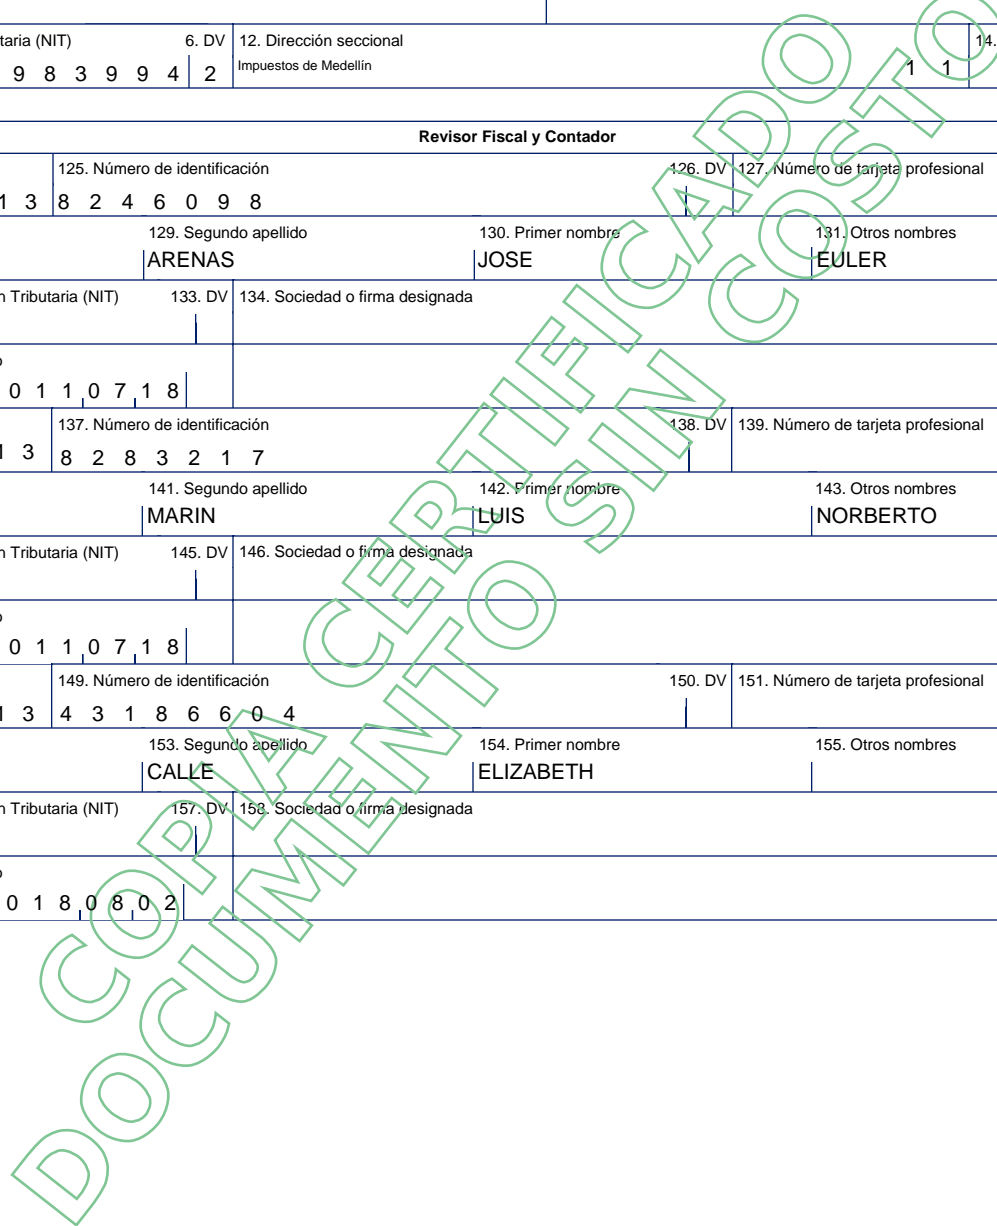 taria (NIT) 6. DV 12. Dirección seccional 14.
9 8 3 9 9 4 2 Impuestos de Medellín 1 1
Revisor Fiscal y Contador
125. Número de identificación 126. DV 127. Número de tarjeta profesional
1 3 8 2 4 6 0 9 8
129. Segundo apellido 130. Primer nombre 131. Otros nombres
ARENAS JOSE EULER
n Tributaria (NIT) 133. DV 134. Sociedad o firma designada
o
0 1 1 0 7 1 8
137. Número de identificación 138. DV 139. Número de tarjeta profesional
1 3 8 2 8 3 2 1 7
141. Segundo apellido 142. Primer nombre 143. Otros nombres
MARIN LUIS NORBERTO
n Tributaria (NIT) 145. DV 146. Sociedad o firma designada
o
0 1 1 0 7 1 8
149. Número de identificación 150. DV 151. Número de tarjeta profesional
1 3 4 3 1 8 6 6 0 4
153. Segundo apellido 154. Primer nombre 155. Otros nombres
CALLE ELIZABETH
n Tributaria (NIT) 157. DV 158. Sociedad o firma designada
o
0 1 8 0 8 0 2
COPIA CERTIFICADO
DOCUMENTO SIN COSTO